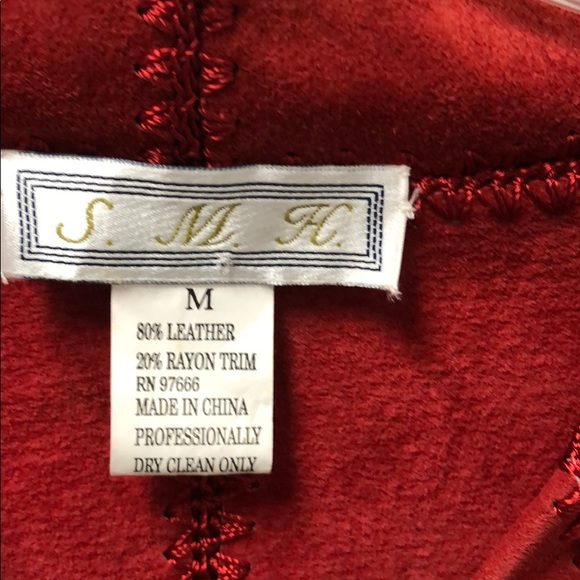 S. M. H.
M
80% LEATHER
20% RAYON TRIM
RN 97666
MADE IN CHINA
PROFESSIONALLY
DRY CLEAN ONLY